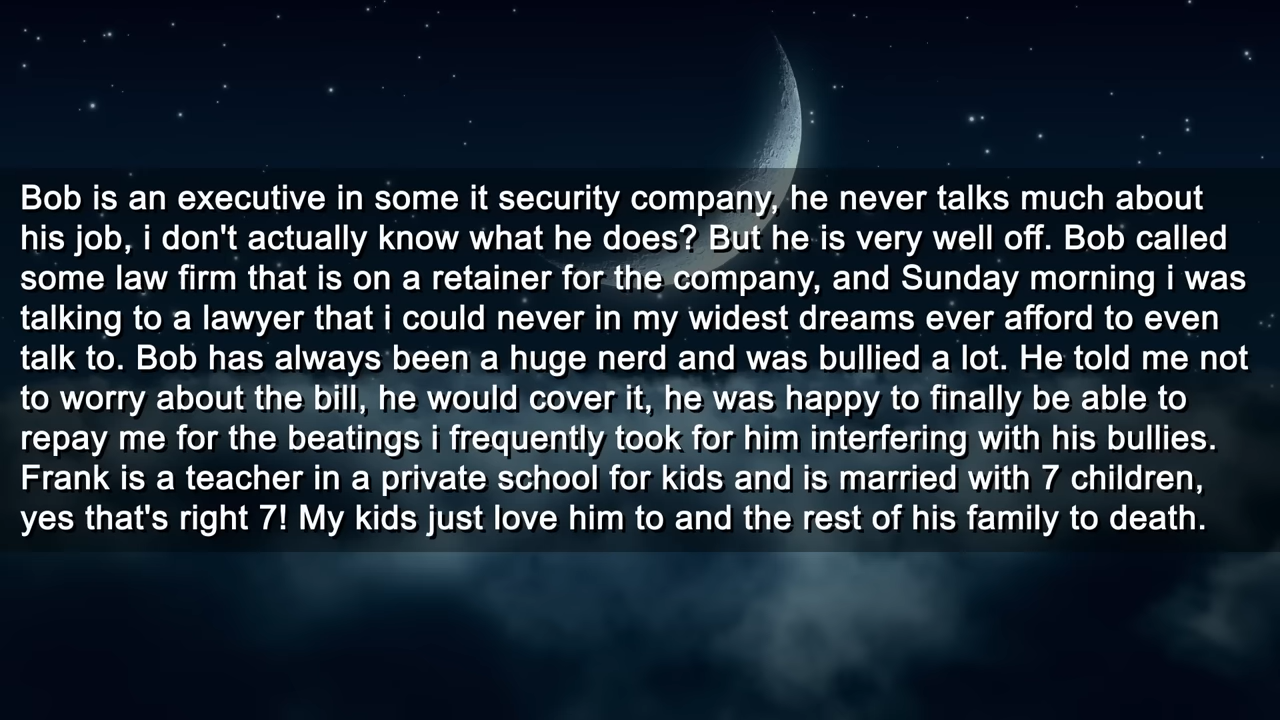 Bob is an executive in some it security company, he never talks much about
his job, i don't actually know what he does? But he is very well off. Bob called
some law firm that is on a retainer for the company, and Sunday morning i was
talking to a lawyer that i could never in my widest dreams ever afford to even
talk to. Bob has always been a huge nerd and was bullied a lot. He told me not
to worry about the bill, he would cover it, he was happy to finally be able to
repay me for the beatings i frequently took for him interfering with his bullies.
Frank is a teacher in a private school for kids and is married with 7 children,
yes that's right 7! My kids just love him to and the rest of his family to death.